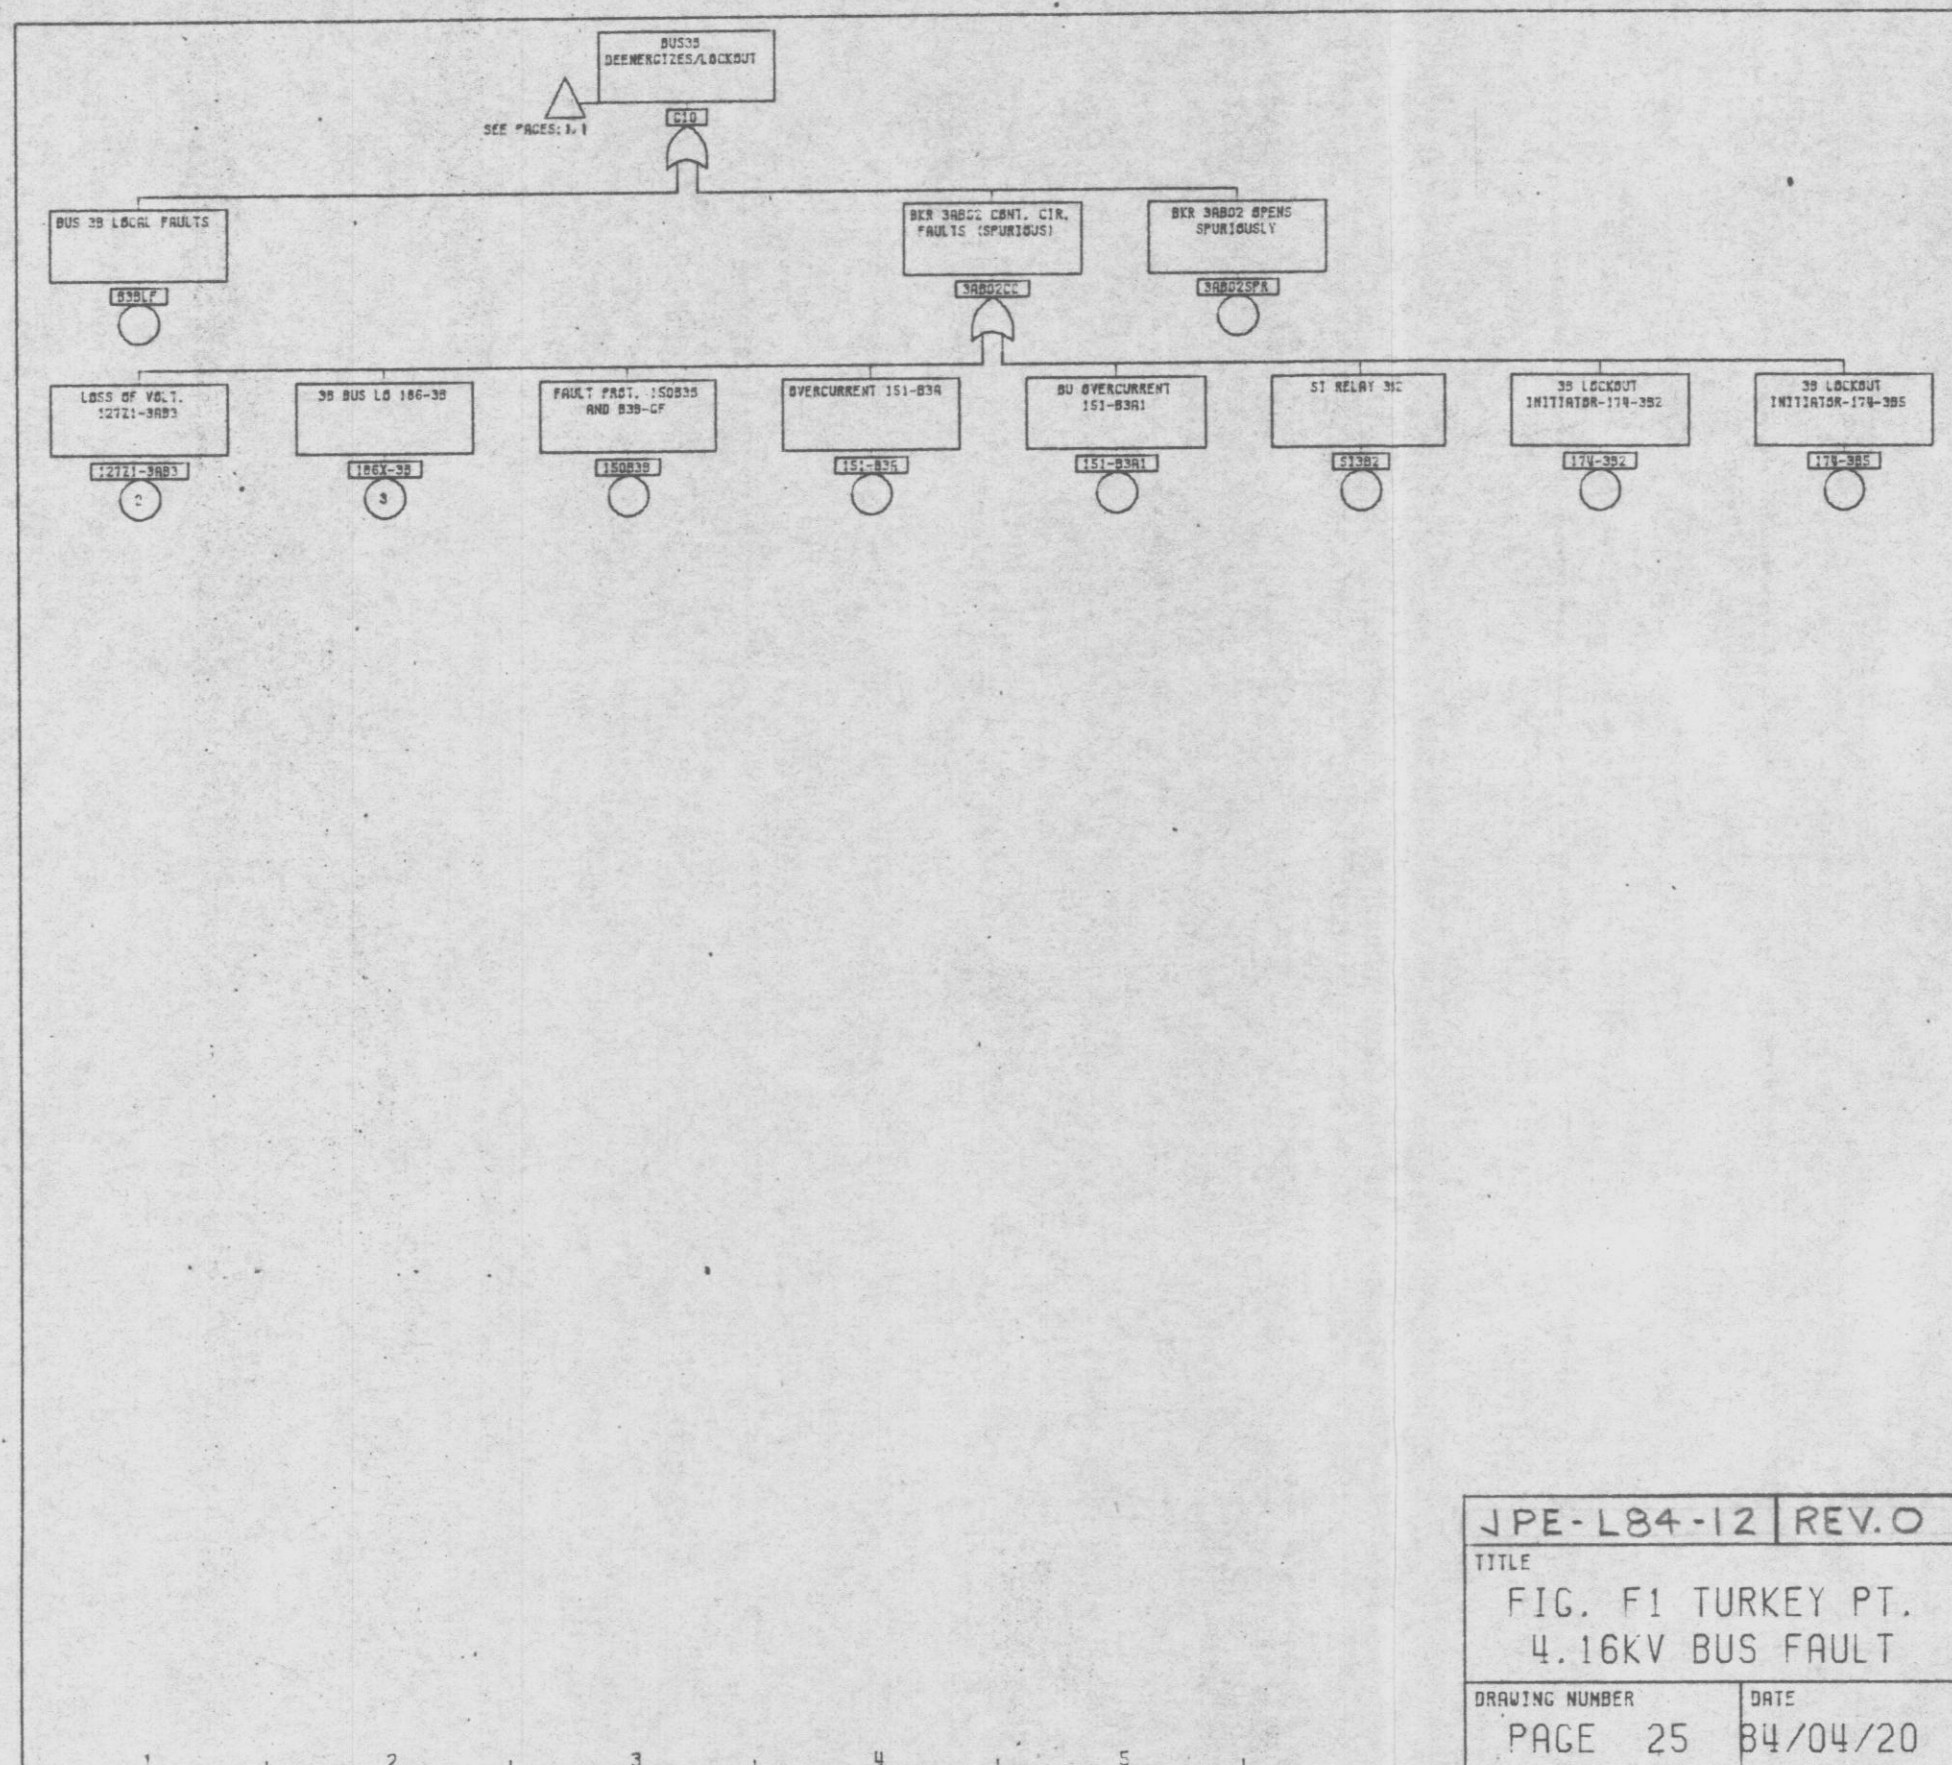 BUS3B
DEENERGIZES/LOCKOUT
SEE PAGES: 1, 1
G10
BUS 3B LOCAL FAULTS
B3BLF
BKR 3AB02 CONT. CIR.
FAULTS (SPURIOUS)
3AB02CC
BKR 3AB02 OPENS
SPURIOUSLY
3AB02SPR
LOSS OF VOLT.
127Z1-3AB3
127Z1-3AB3
2
3B BUS LO 186-3B
186X-3B
3
FAULT PROT. 150B3B
AND B3B-GF
150B3B
OVERCURRENT 151-B3A
151-B3A
BU OVERCURRENT
151-B3A1
151-B3A1
SI RELAY
SI3B2
3B LOCKOUT
INITIATOR-174-3B2
174-3B2
3B LOCKOUT
INITIATOR-174-3B5
174-3B5
JPE-L84-12 REV.0
TITLE
FIG. F1 TURKEY PT.
4.16KV BUS FAULT
DRAWING NUMBER DATE
PAGE 25 84/04/20
1 2 3 4 5